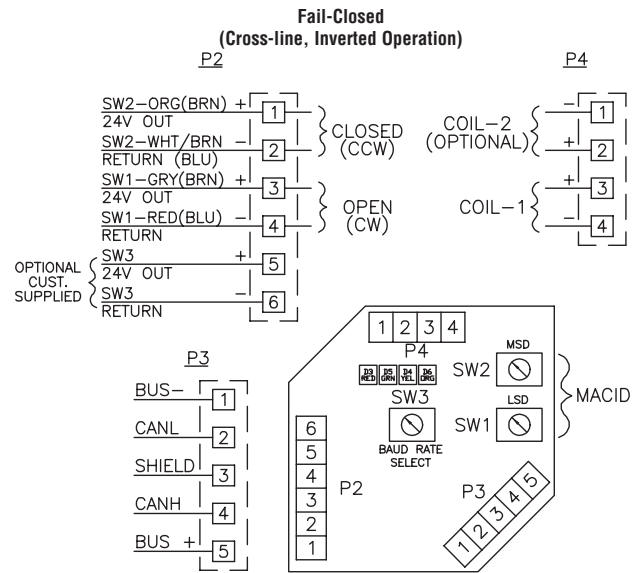 Fail-Closed
(Cross-line, Inverted Operation)
P2
SW2-ORG(BRN) + 1
24V OUT
SW2-WHT/BRN - 2
RETURN (BLU)
CLOSED
(CCW)
SW1-GRY(BRN) + 3
24V OUT
SW1-RED(BLU) - 4
RETURN
OPEN
(CW)
OPTIONAL
CUST.
SUPPLIED
SW3 + 5
24V OUT
SW3 - 6
RETURN
P4
COIL-2
(OPTIONAL)
- 1
+ 2
COIL-1
+ 3
- 4
P3
BUS- 1
CANL 2
SHIELD 3
CANH 4
BUS + 5
1 2 3 4
P4
D3 RED
D5 GRN
D4 YEL
D6 ORG
SW3
BAUD RATE
SELECT
MSD
SW2
LSD
SW1
MACID
6
5
4
3
2
1
P2
P3
1 2 3 4 5